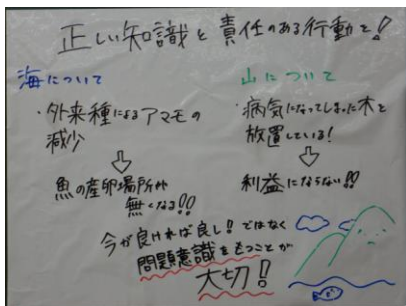 正しい知識と責任のある行動を!
海について
・外来種によるアマモの
減少
⇩
魚の産卵場所が
無くなる!!
山について
・病気になってしまった木を
放置している!
⇩
利益にならない!!
今が良ければ良し!ではなく
問題意識をもつことが
大切!